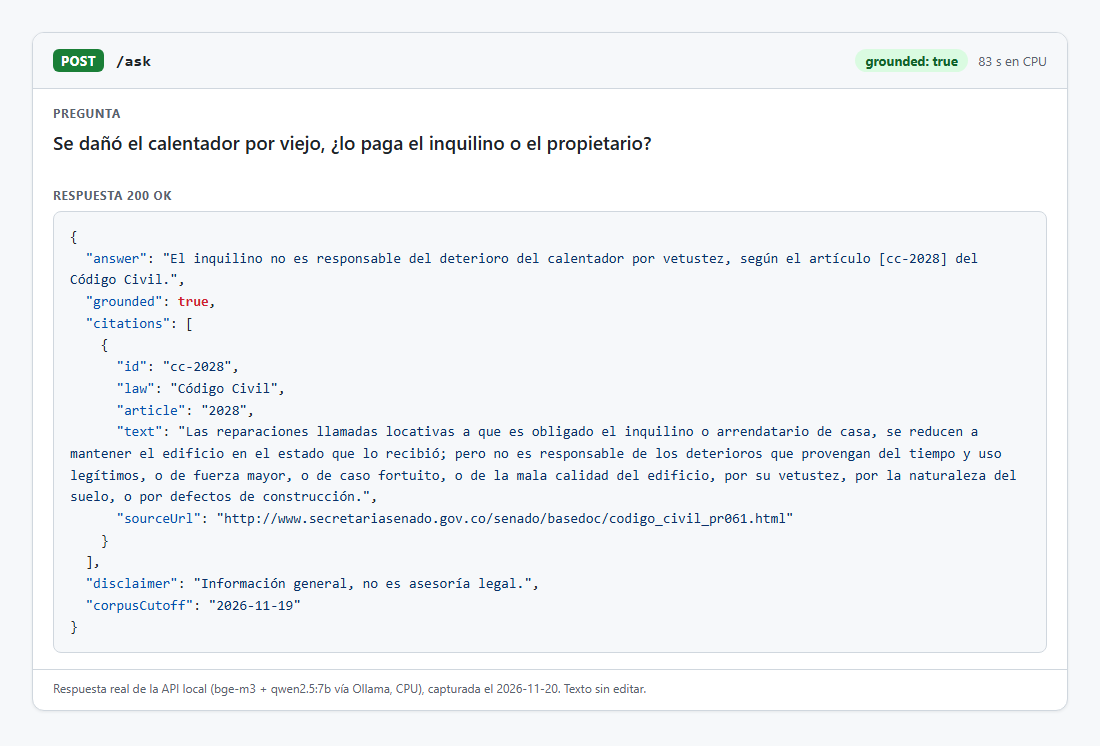 POST /ask grounded: true 83 s en CPU
PREGUNTA
Se dañó el calentador por viejo, ¿lo paga el inquilino o el propietario?
RESPUESTA 200 OK
{
"answer": "El inquilino no es responsable del deterioro del calentador por vetustez, según el artículo [cc-2028] del
Código Civil.",
"grounded": true,
"citations": [
{
"id": "cc-2028",
"law": "Código Civil",
"article": "2028",
"text": "Las reparaciones llamadas locativas a que es obligado el inquilino o arrendatario de casa, se reducen a
mantener el edificio en el estado que lo recibió; pero no es responsable de los deterioros que provengan del tiempo y uso
legítimos, o de fuerza mayor, o de caso fortuito, o de la mala calidad del edificio, por su vetustez, por la naturaleza del
suelo, o por defectos de construcción.",
"sourceUrl": "http://www.secretariasenado.gov.co/senado/basedoc/codigo_civil_pr061.html"
}
],
"disclaimer": "Información general, no es asesoría legal.",
"corpusCutoff": "2026-11-19"
}
Respuesta real de la API local (bge-m3 + qwen2.5:7b vía Ollama, CPU), capturada el 2026-11-20. Texto sin editar.